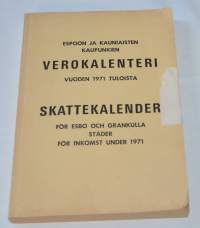 ESPOON JA KAUNIAISTEN
KAUPUNKIEN
VEROKALENTERI
VUODEN 1971 TULOISTA
SKATTEKALENDER
FÖR ESBO OCH GRANKULLA
STÄDER
FÖR INKOMST UNDER 1971